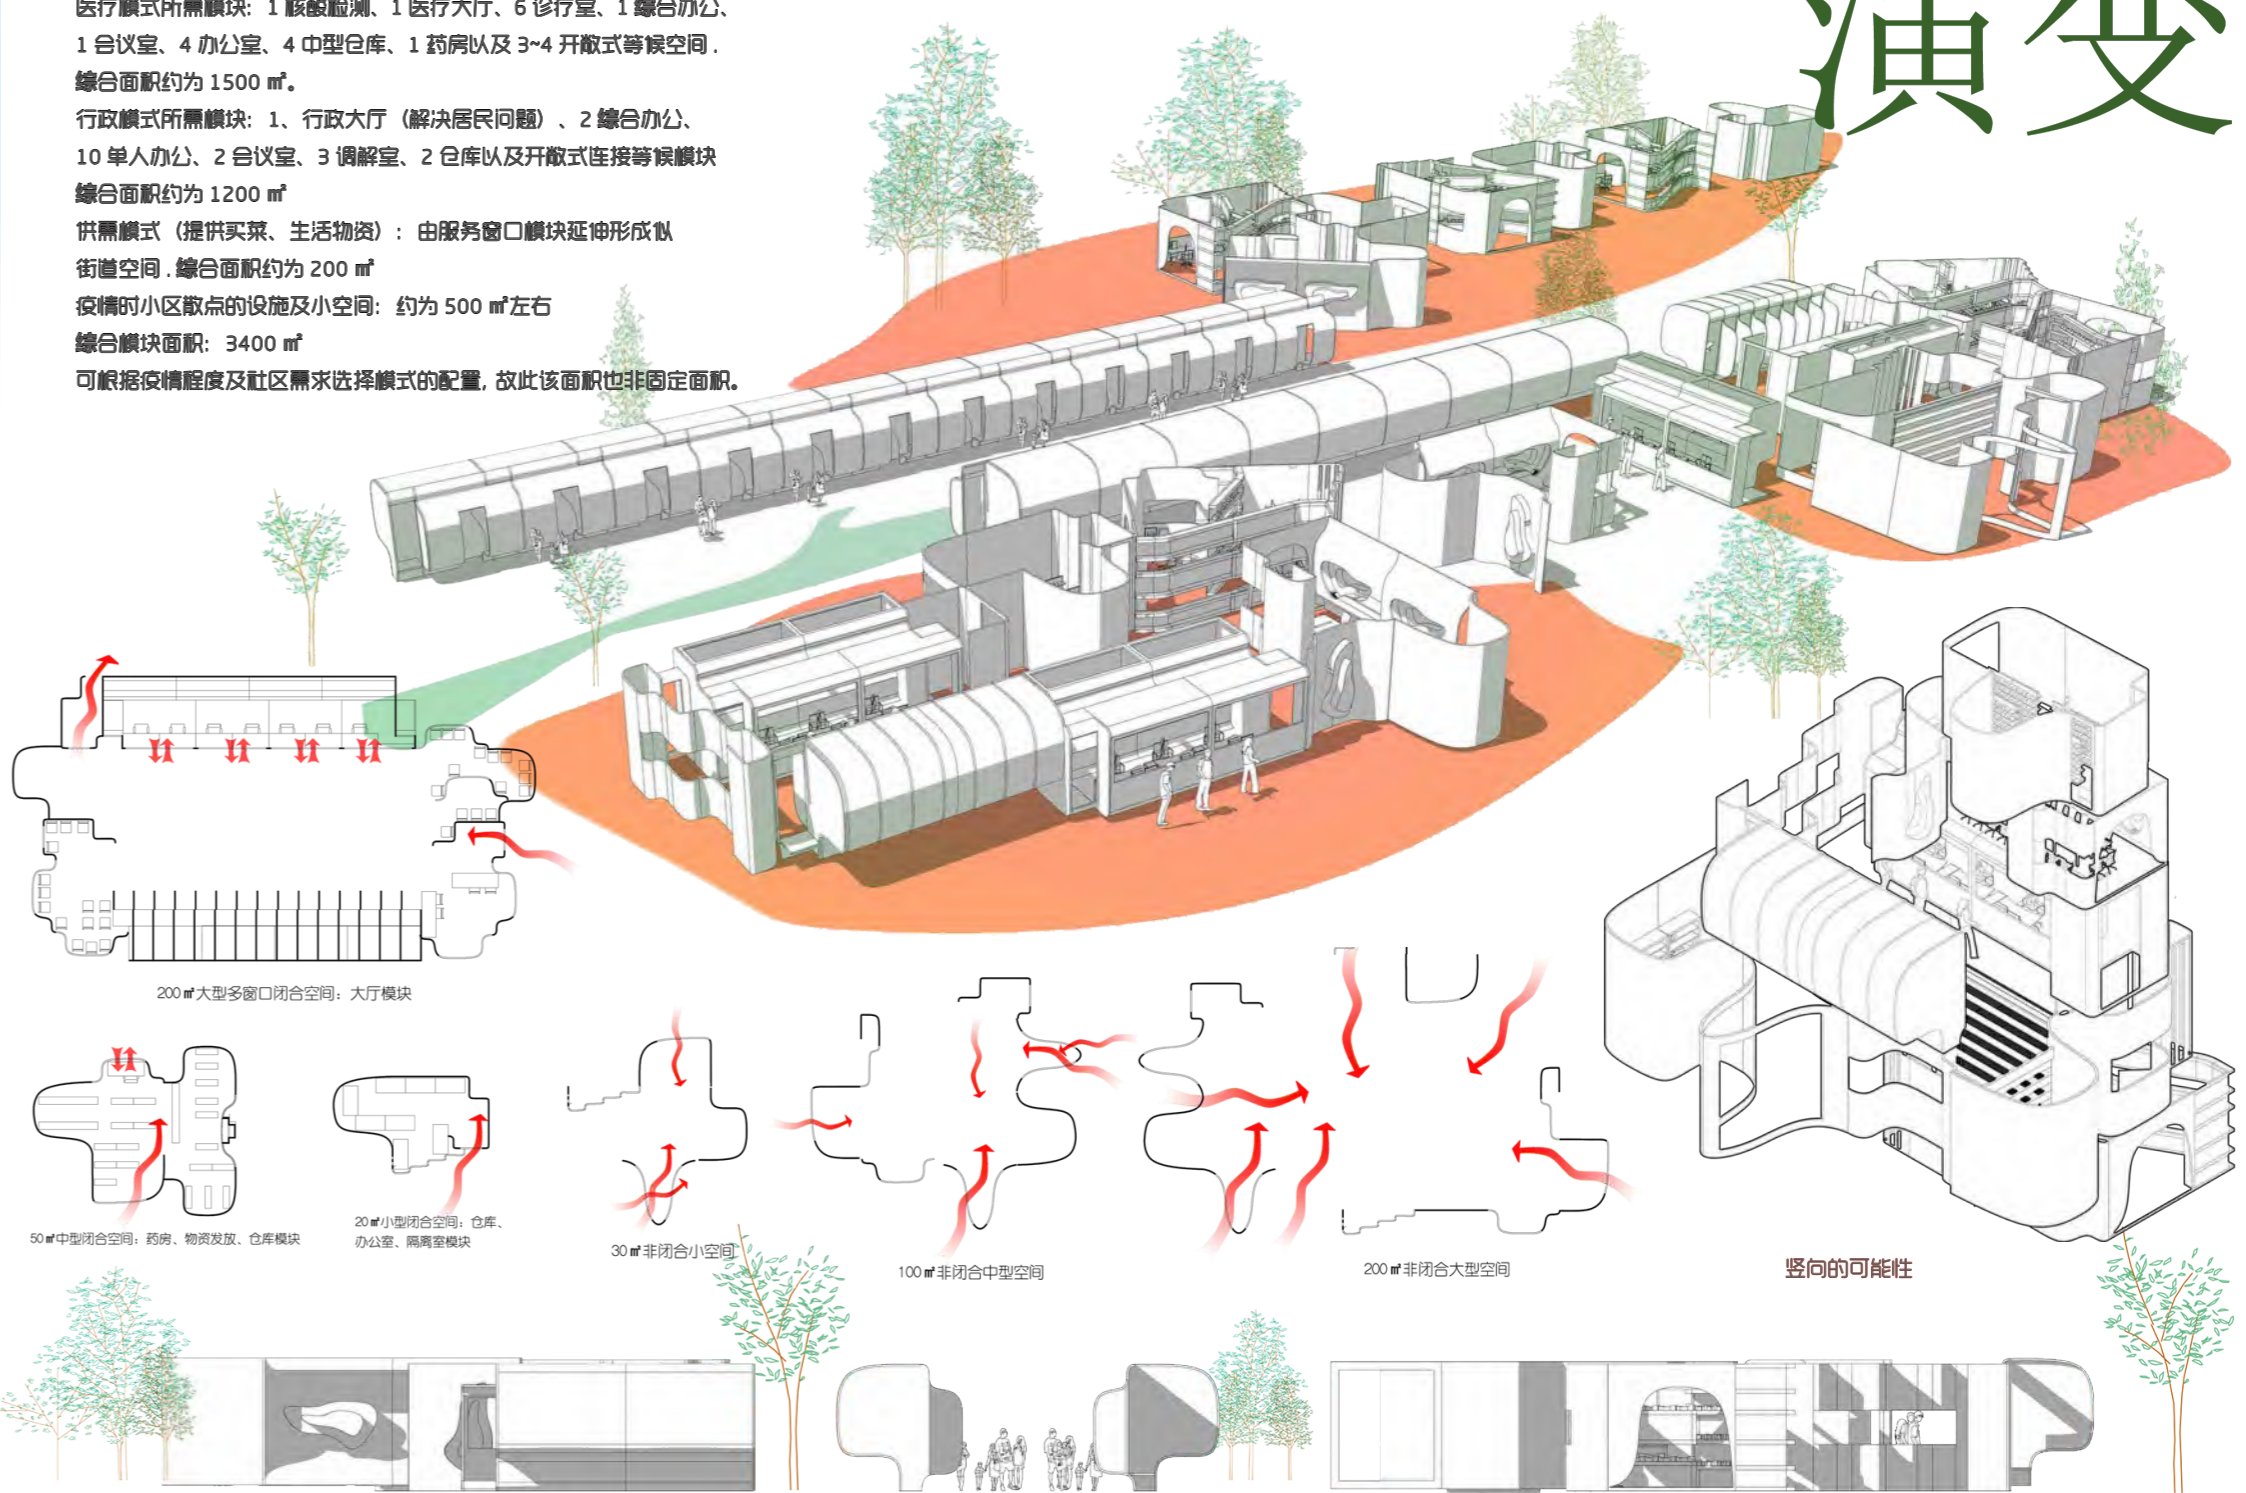 医疗模式所需模块：1 核酸检测、1 医疗大厅、6 诊疗室、1 综合办公、
1 会议室、4 办公室、4 中型仓库、1 药房以及 3~4 开敞式等候空间 .
综合面积约为 1500 ㎡。
行政模式所需模块：1、行政大厅（解决居民问题）、2 综合办公、
10 单人办公、2 会议室、3 调解室、2 仓库以及开敞式连接等候模块
综合面积约为 1200 ㎡
供需模式（提供买菜、生活物资）：由服务窗口模块延伸形成似
街道空间 . 综合面积约为 200 ㎡
疫情时小区散点的设施及小空间：约为 500 ㎡左右
综合模块面积：3400 ㎡
可根据疫情程度及社区需求选择模式的配置, 故此该面积也非固定面积。
演变
200㎡大型多窗口闭合空间：大厅模块
50㎡中型闭合空间：药房、物资发放、仓库模块
20㎡小型闭合空间：仓库、
办公室、隔离室模块
30㎡非闭合小空间
100㎡非闭合中型空间
200㎡非闭合大型空间
竖向的可能性